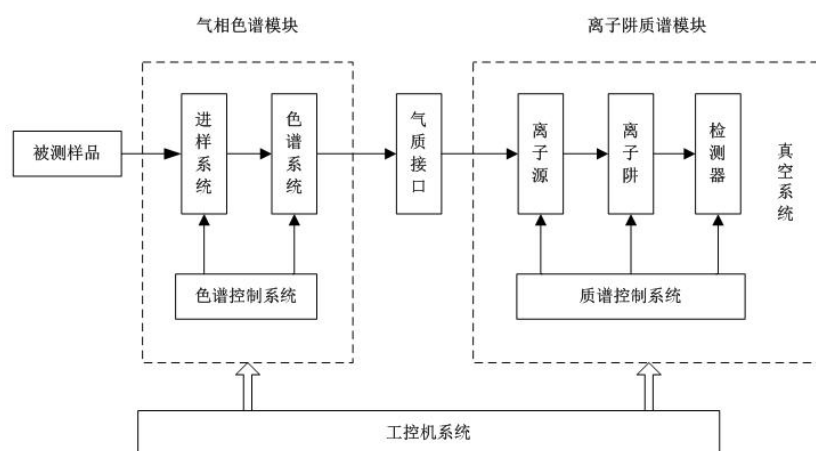 气相色谱模块
离子阱质谱模块
被测样品
进样系统
色谱系统
气质接口
离子源
离子阱
检测器
真空系统
色谱控制系统
质谱控制系统
工控机系统